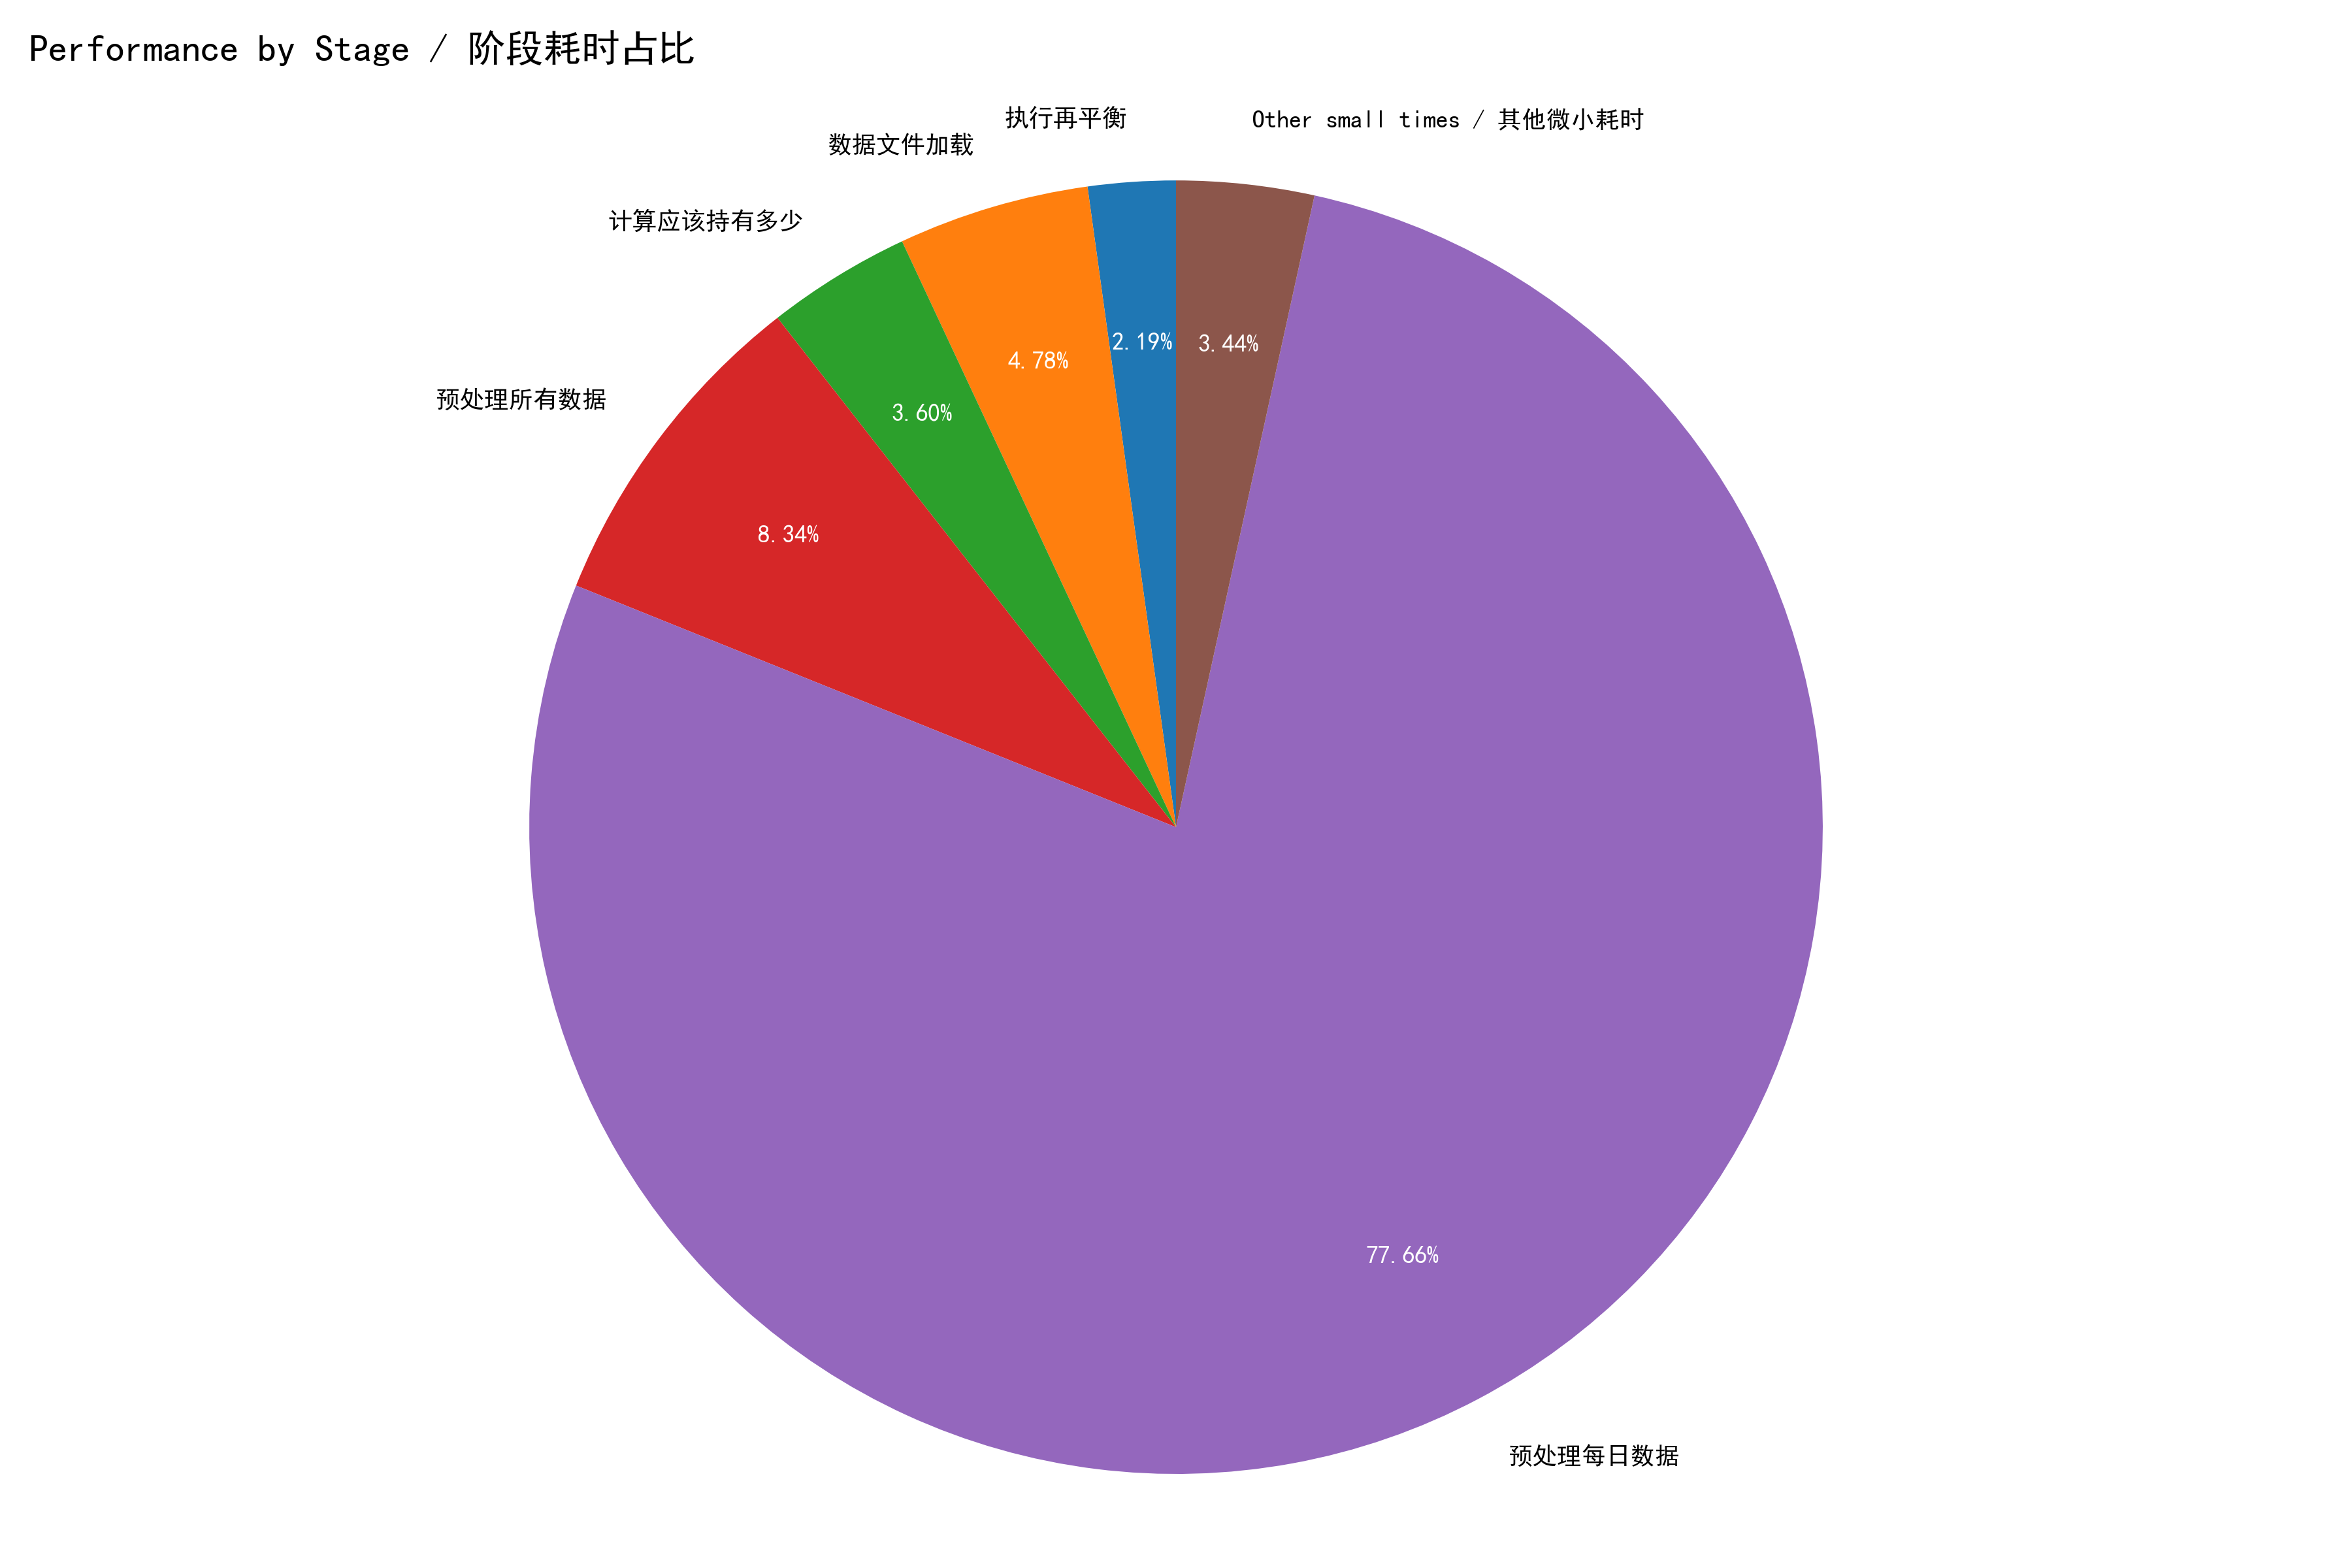 Performance by Stage / 阶段耗时占比
执行再平衡
Other small times / 其他微小耗时
数据文件加载
计算应该持有多少
预处理所有数据
2.19%
3.44%
4.78%
3.60%
8.34%
77.66%
预处理每日数据